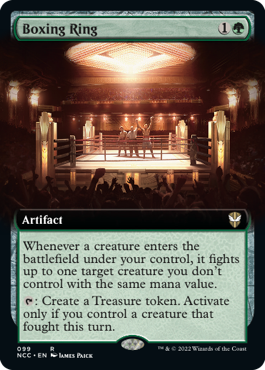 Boxing Ring 1
Artifact
Whenever a creature enters the
battlefield under your control, it fights
up to one target creature you don't
control with the same mana value.
: Create a Treasure token. Activate
only if you control a creature that
fought this turn.
099 R
NCC • EN JAMES PAICK
™ & © 2022 Wizards of the Coast